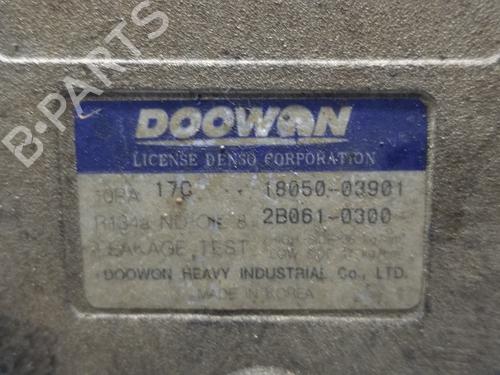 B-PARTS
DOOWON
LICENSE DENSO CORPORATION
10PA 17C 18050-03901
R134a ND-OIL 8 2B061-0300
LEAKAGE TEST
DOOWON HEAVY INDUSTRIAL Co., LTD.
MADE IN KOREA